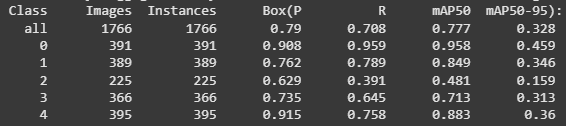 Class Images Instances Box(P R mAP50 mAP50-95):
all 1766 1766 0.79 0.708 0.777 0.328
0 391 391 0.908 0.959 0.958 0.459
1 389 389 0.762 0.789 0.849 0.346
2 225 225 0.629 0.391 0.481 0.159
3 366 366 0.735 0.645 0.713 0.313
4 395 395 0.915 0.758 0.883 0.36